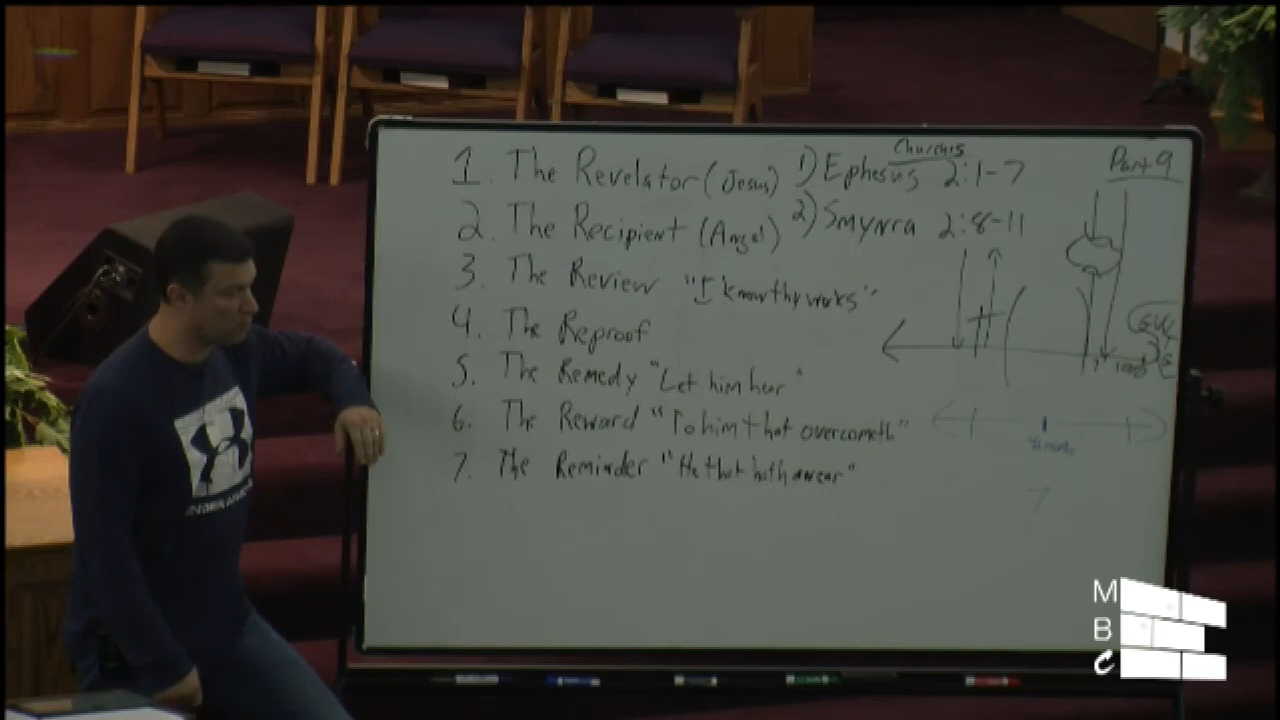 Churches
Part 9
1. The Revelator (Jesus) 1) Ephesus 2:1-7
2. The Recipient (Angel) 2) Smynra 2:8-11
3. The Review "I know thy works"
4. The Reproof
5. The Remedy "Let him hear"
6. The Reward "To him that overcometh"
7. The Reminder "He that hath an ear"
7
M
B
C